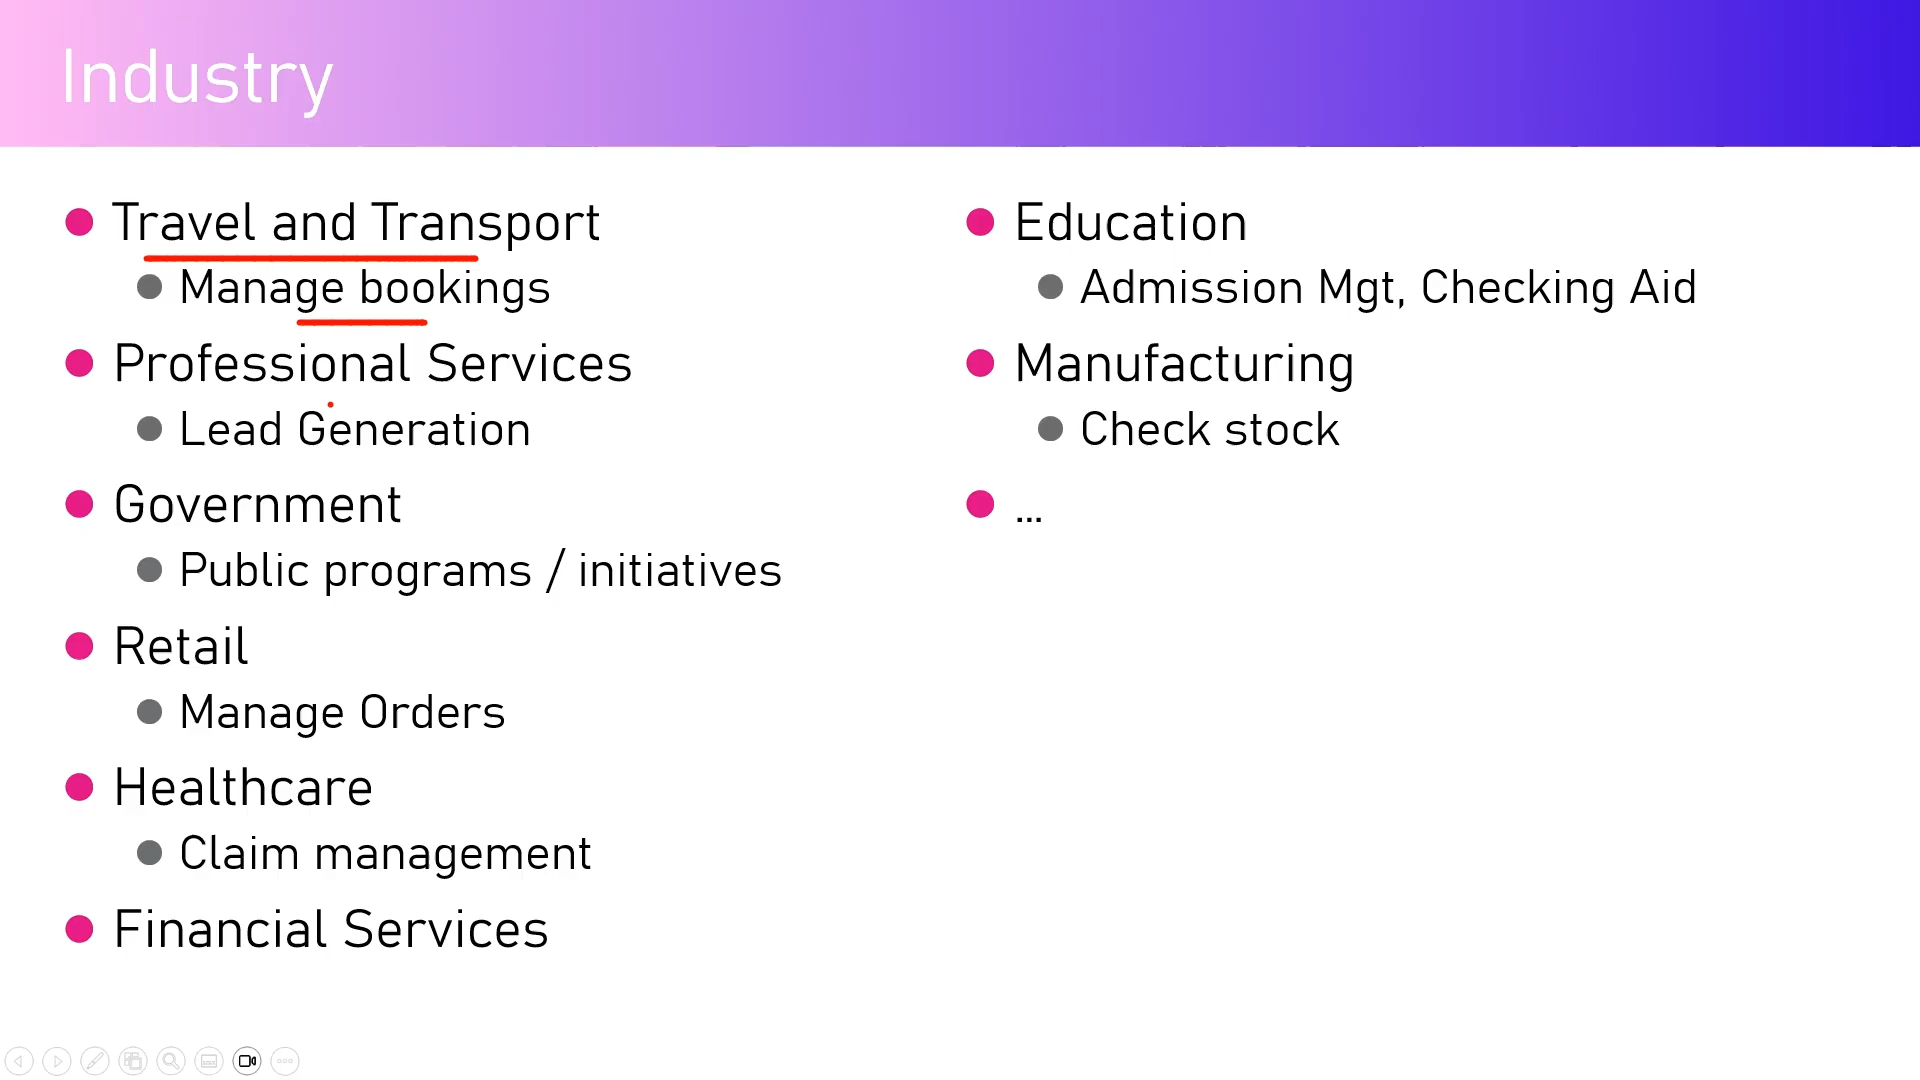 Industry
Travel and Transport
Manage bookings
Professional Services
Lead Generation
Government
Public programs / initiatives
Retail
Manage Orders
Healthcare
Claim management
Financial Services
Education
Admission Mgt, Checking Aid
Manufacturing
Check stock
...